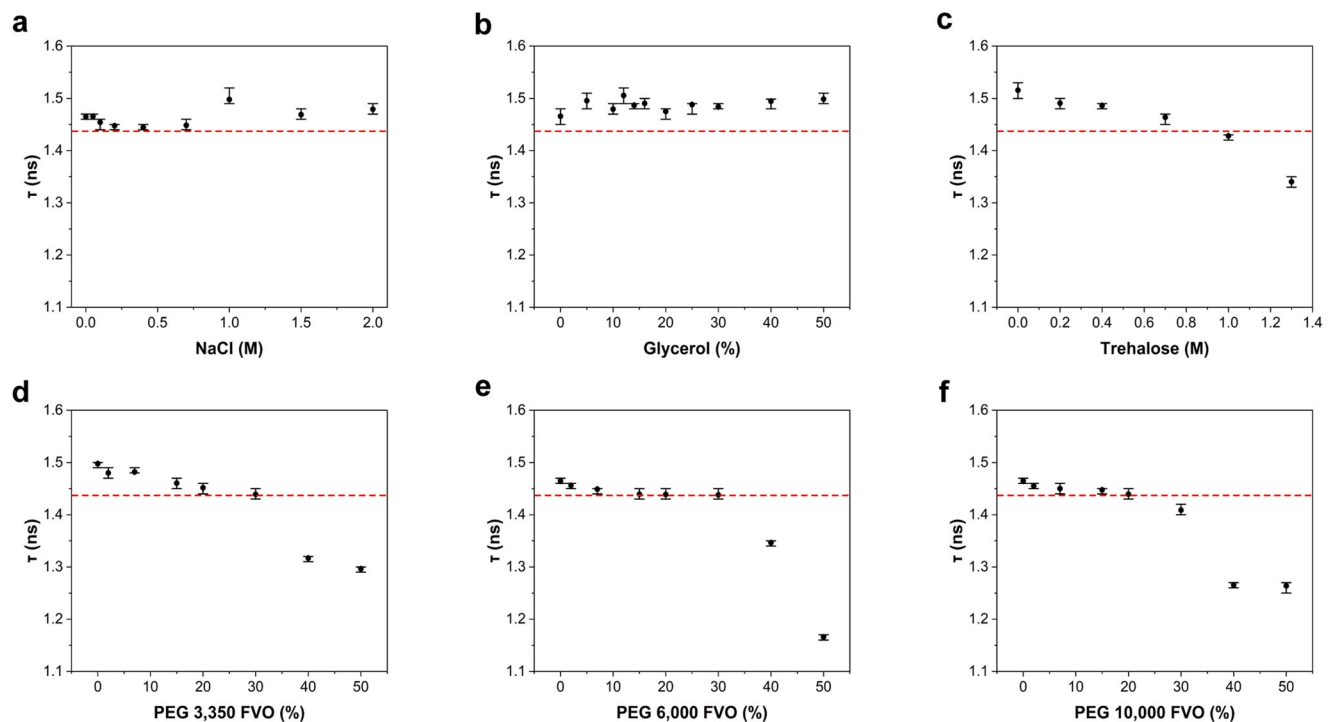 a
b
c
1.6
1.5
1.4
1.3
1.2
1.1
τ (ns)
0.0 0.5 1.0 1.5 2.0
NaCl (M)
1.6
1.5
1.4
1.3
1.2
1.1
τ (ns)
0 10 20 30 40 50
Glycerol (%)
1.6
1.5
1.4
1.3
1.2
1.1
τ (ns)
0.0 0.2 0.4 0.6 0.8 1.0 1.2 1.4
Trehalose (M)
d
e
f
1.6
1.5
1.4
1.3
1.2
1.1
τ (ns)
0 10 20 30 40 50
PEG 3,350 FVO (%)
1.6
1.5
1.4
1.3
1.2
1.1
τ (ns)
0 10 20 30 40 50
PEG 6,000 FVO (%)
1.6
1.5
1.4
1.3
1.2
1.1
τ (ns)
0 10 20 30 40 50
PEG 10,000 FVO (%)